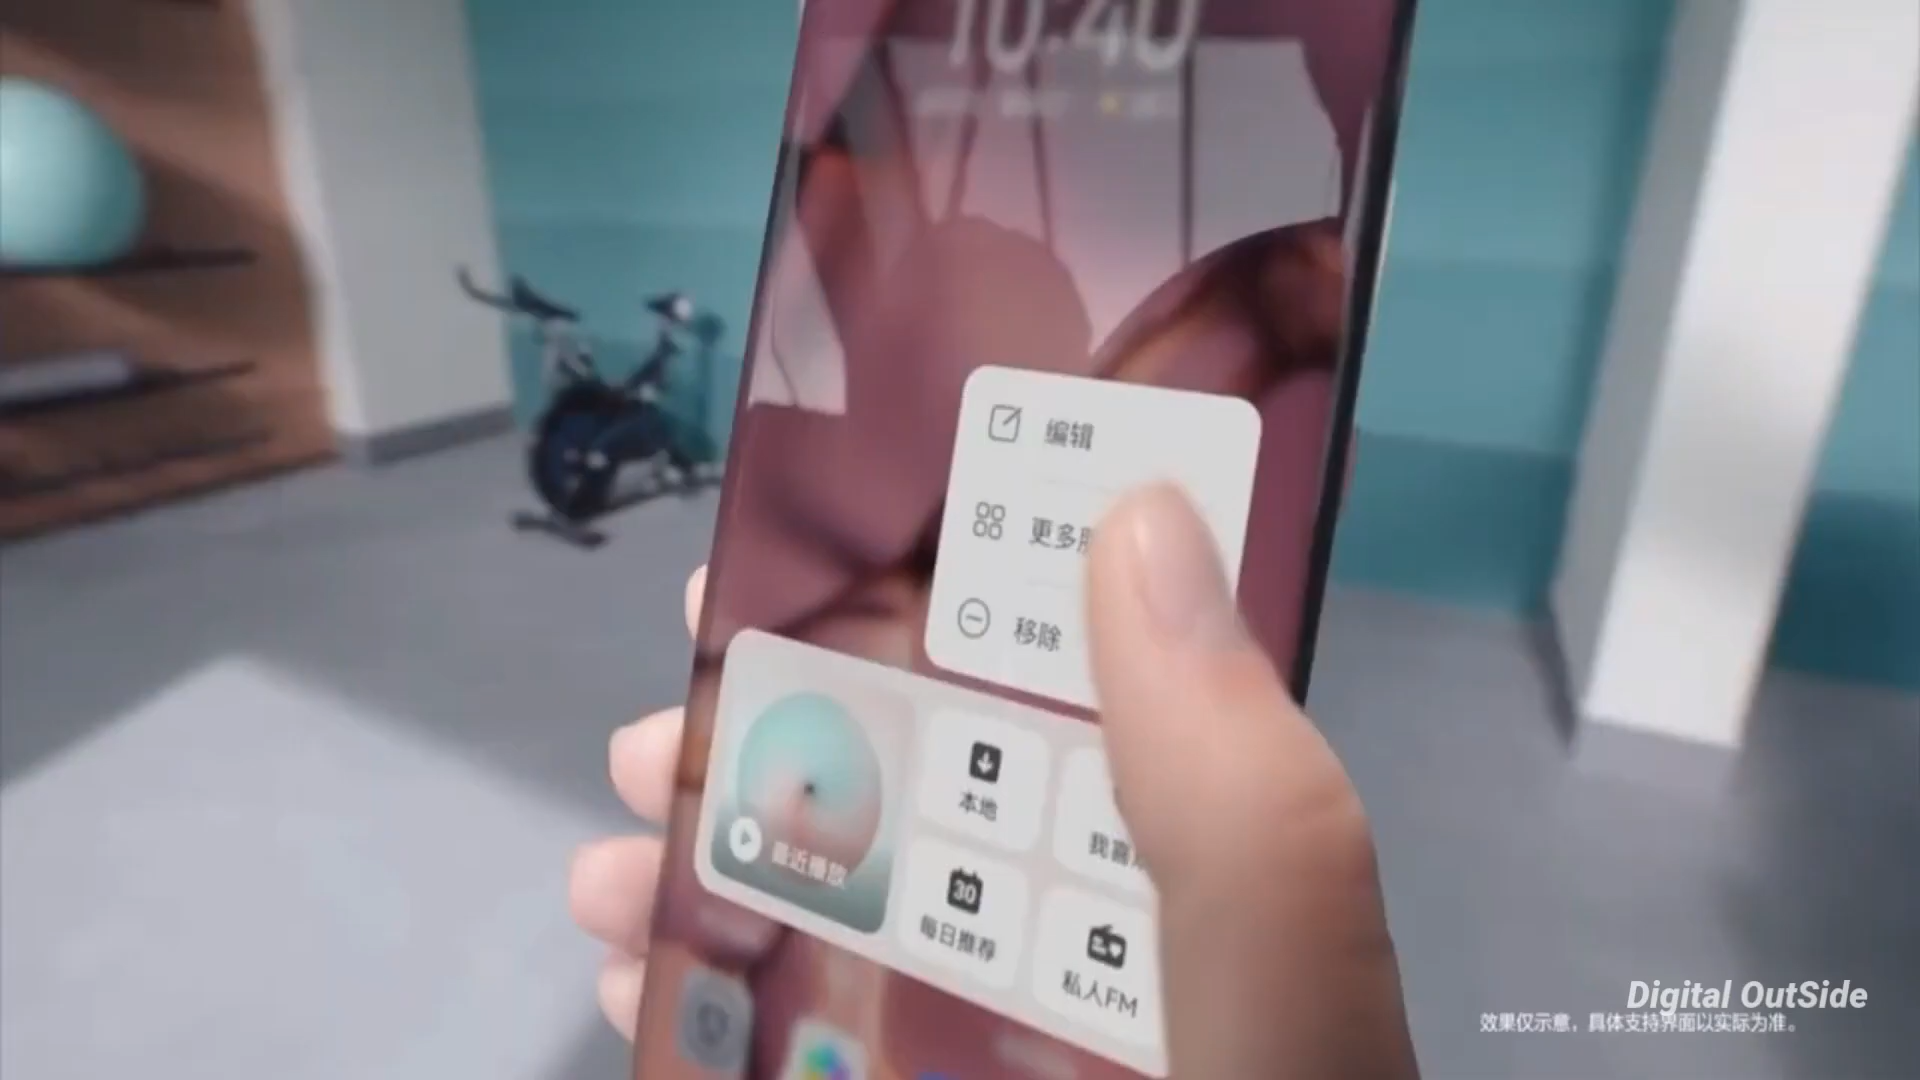 10:40
编辑
更多
移除
本地
我喜
最近播放
30
每日推荐
私人FM
Digital OutSide
效果仅示意，具体支持界面以实际为准。